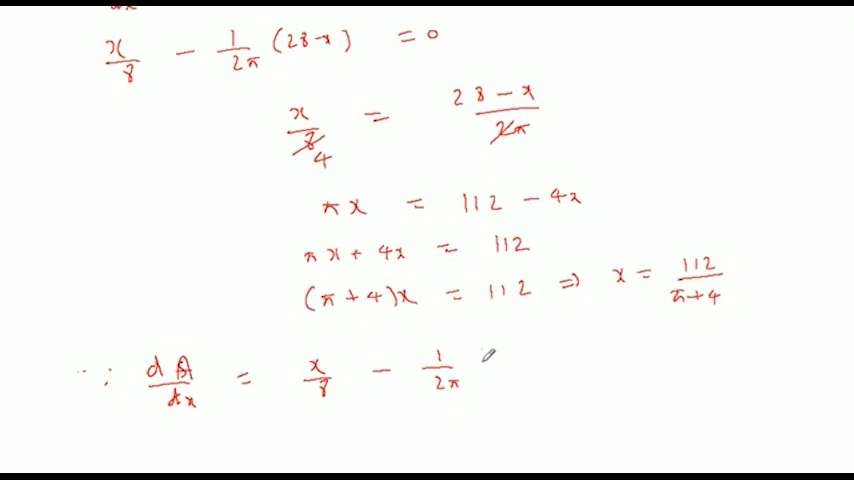 x/8 - 1/2π (28-x) = 0
x/8 4 = 28-x/2π
πx = 112 - 4x
πx + 4x = 112
(π+4)x = 112 ⇒ x = 112/π+4
∵ dA/dx = x/8 - 1/2π